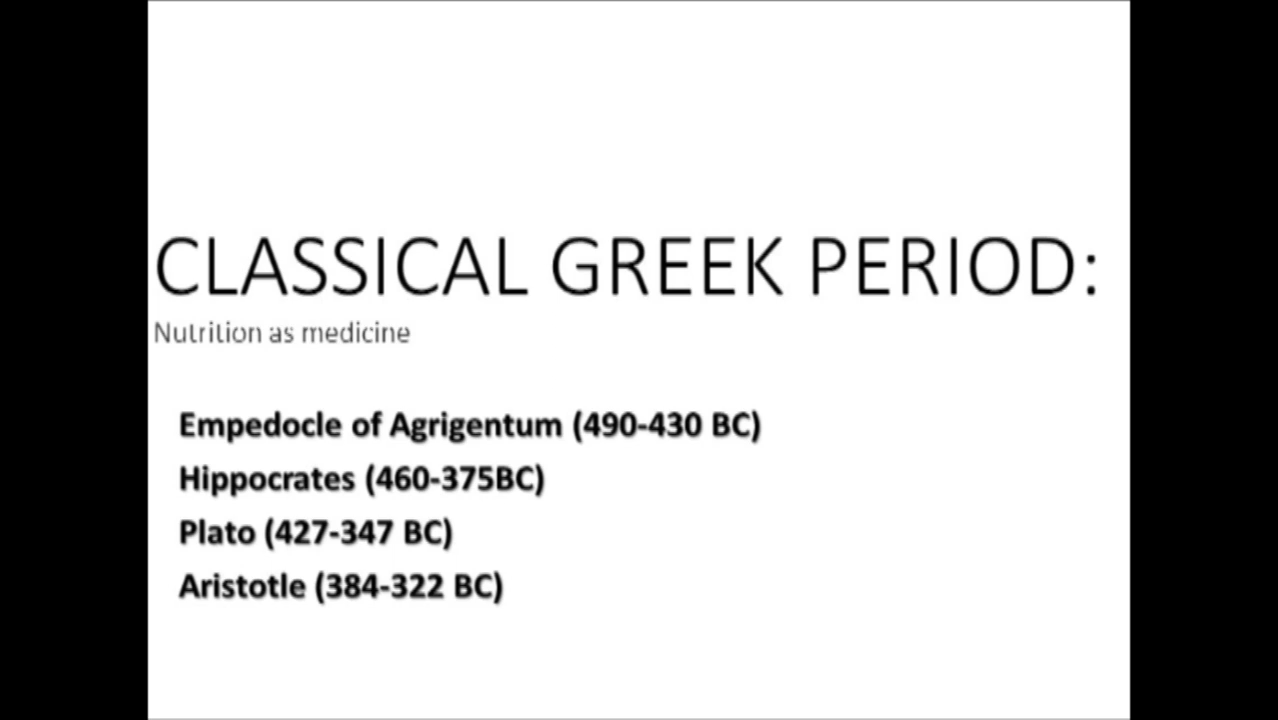 CLASSICAL GREEK PERIOD:
Nutrition as medicine
Empedocle of Agrigentum (490-430 BC)
Hippocrates (460-375BC)
Plato (427-347 BC)
Aristotle (384-322 BC)